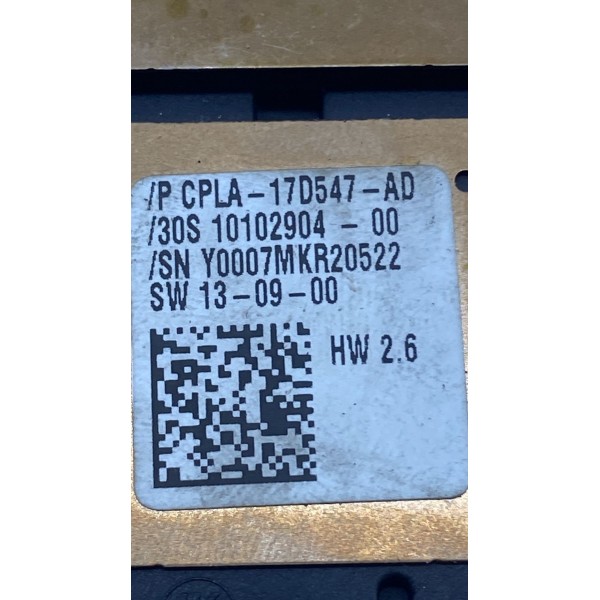 /P CPLA-17D547-AD
/30S 10102904 - 00
/SN Y0007MKR20522
SW 13-09-00
HW 2.6